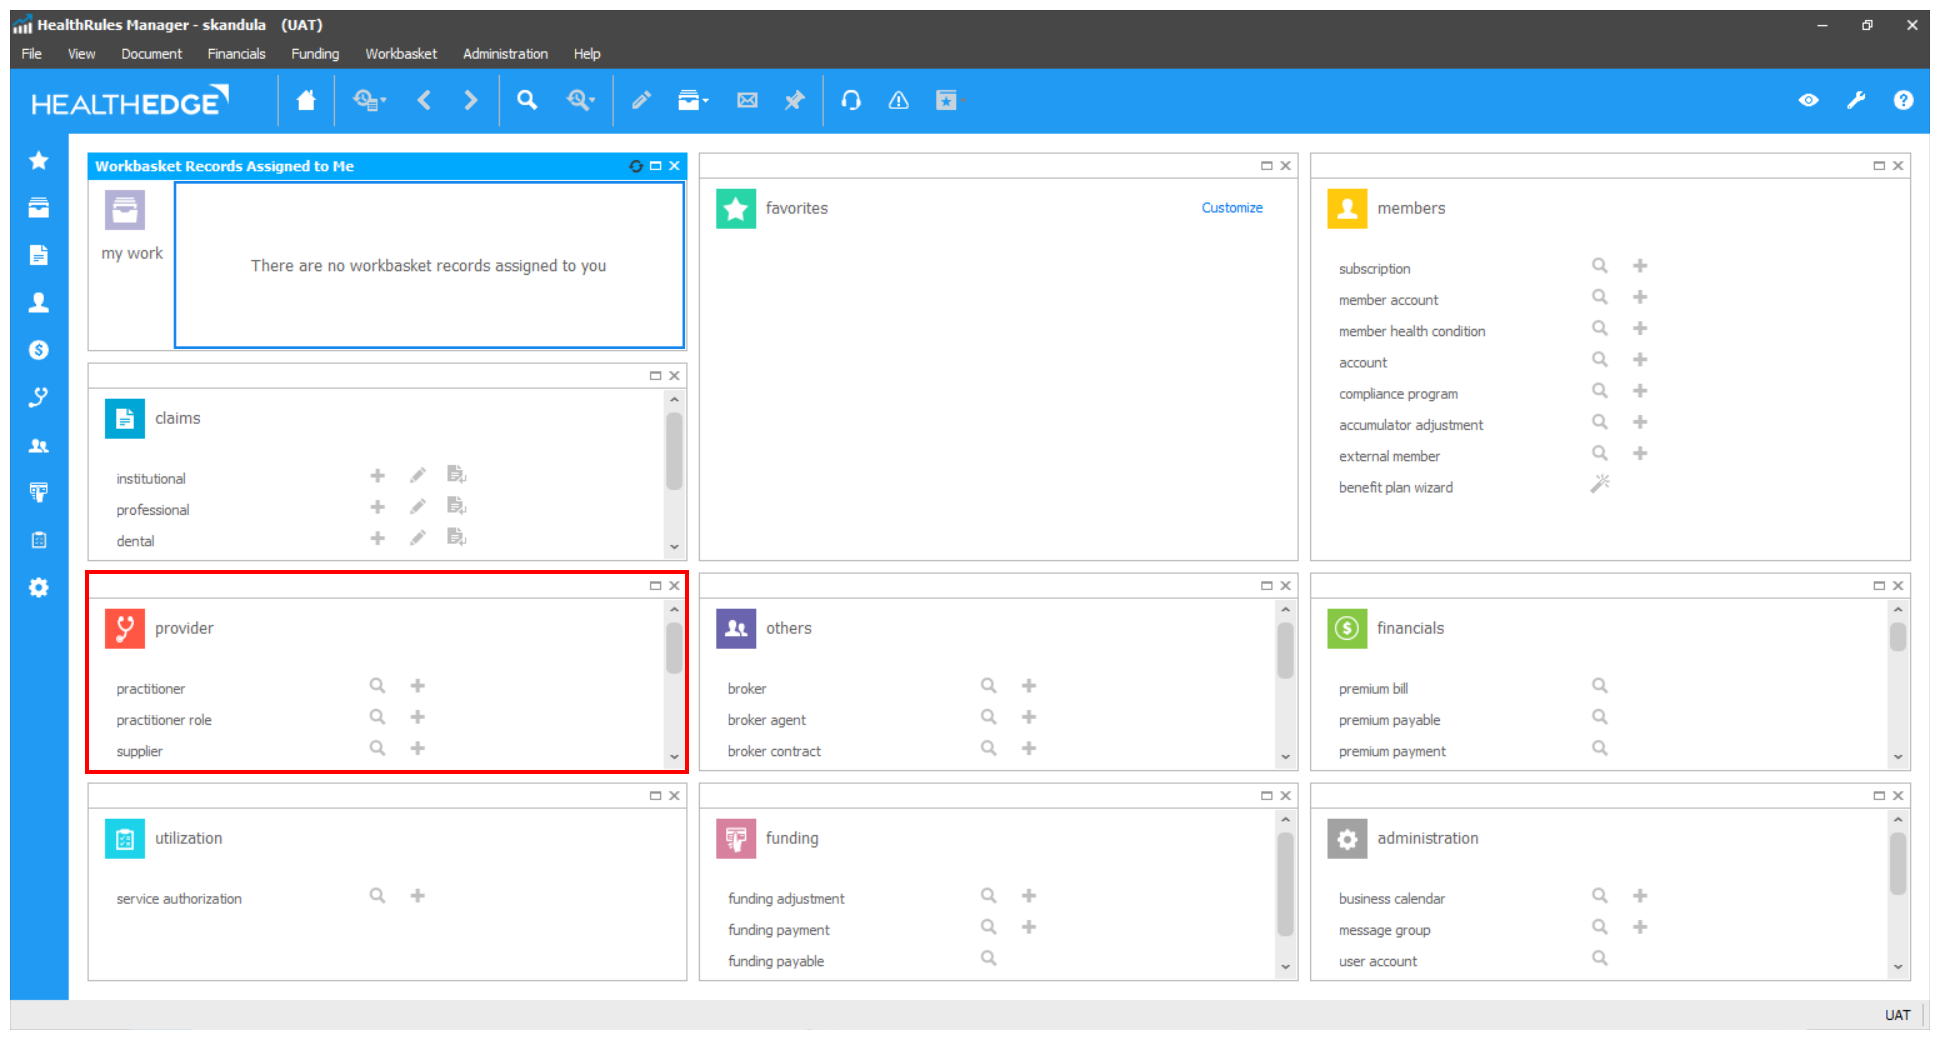 HealthRules Manager - skandula (UAT)
File View Document Financials Funding Workbasket Administration Help
HEALTHEDGE
Workbasket Records Assigned to Me
my work
There are no workbasket records assigned to you
favorites
Customize
members
subscription
member account
member health condition
account
compliance program
accumulator adjustment
external member
benefit plan wizard
claims
institutional
professional
dental
provider
practitioner
practitioner role
supplier
others
broker
broker agent
broker contract
financials
premium bill
premium payable
premium payment
utilization
service authorization
funding
funding adjustment
funding payment
funding payable
administration
business calendar
message group
user account
UAT